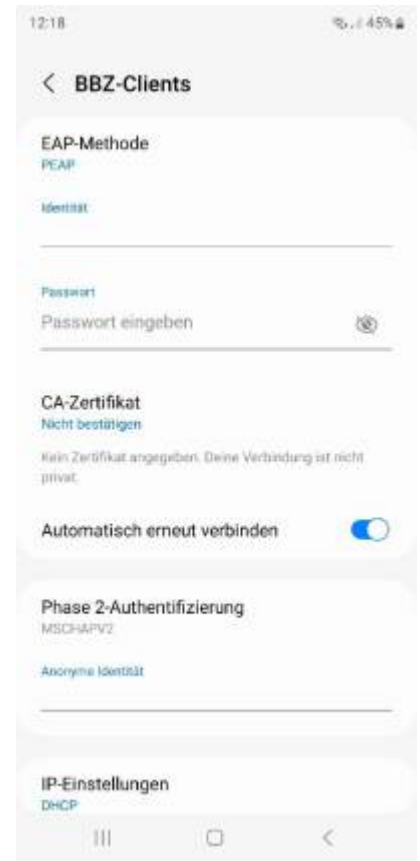 12:18
45%
BBZ-Clients
EAP-Methode
PEAP
Identität
Passwort
Passwort eingeben
CA-Zertifikat
Nicht bestätigen
Kein Zertifikat angegeben. Deine Verbindung ist nicht
privat.
Automatisch erneut verbinden
Phase 2-Authentifizierung
MSCHAPV2
Anonyme Identität
IP-Einstellungen
DHCP